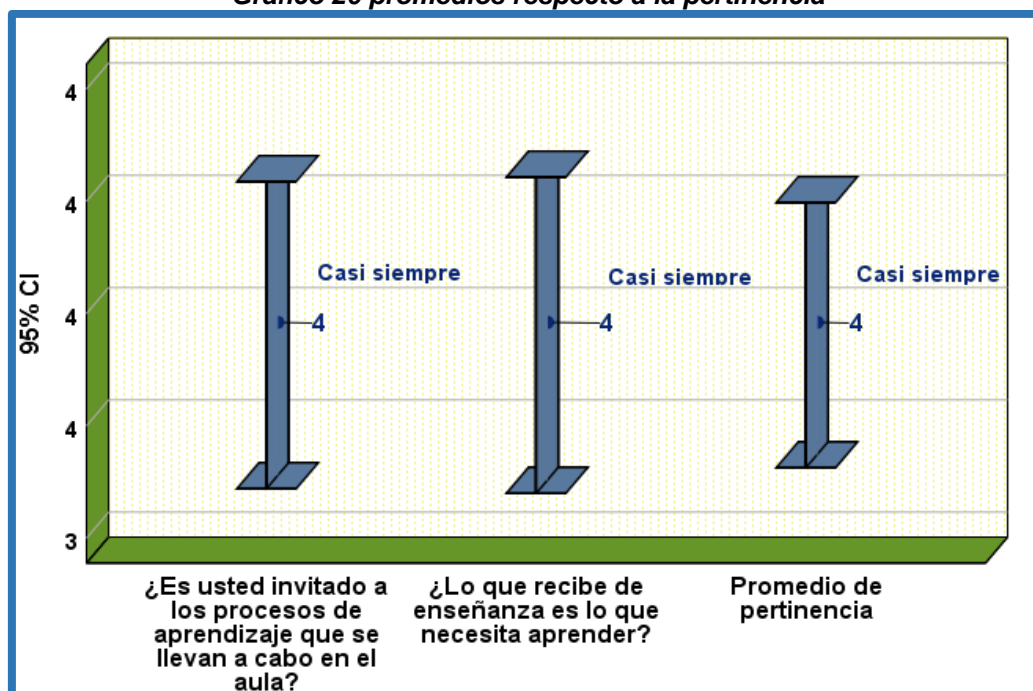 Gráfico 20 promedios respecto a la pertinencia
4
4
4
4
3
95% CI
Casi siempre
4
Casi siempre
4
Casi siempre
4
¿Es usted invitado a
los procesos de
aprendizaje que se
llevan a cabo en el
aula?
¿Lo que recibe de
enseñanza es lo que
necesita aprender?
Promedio de
pertinencia